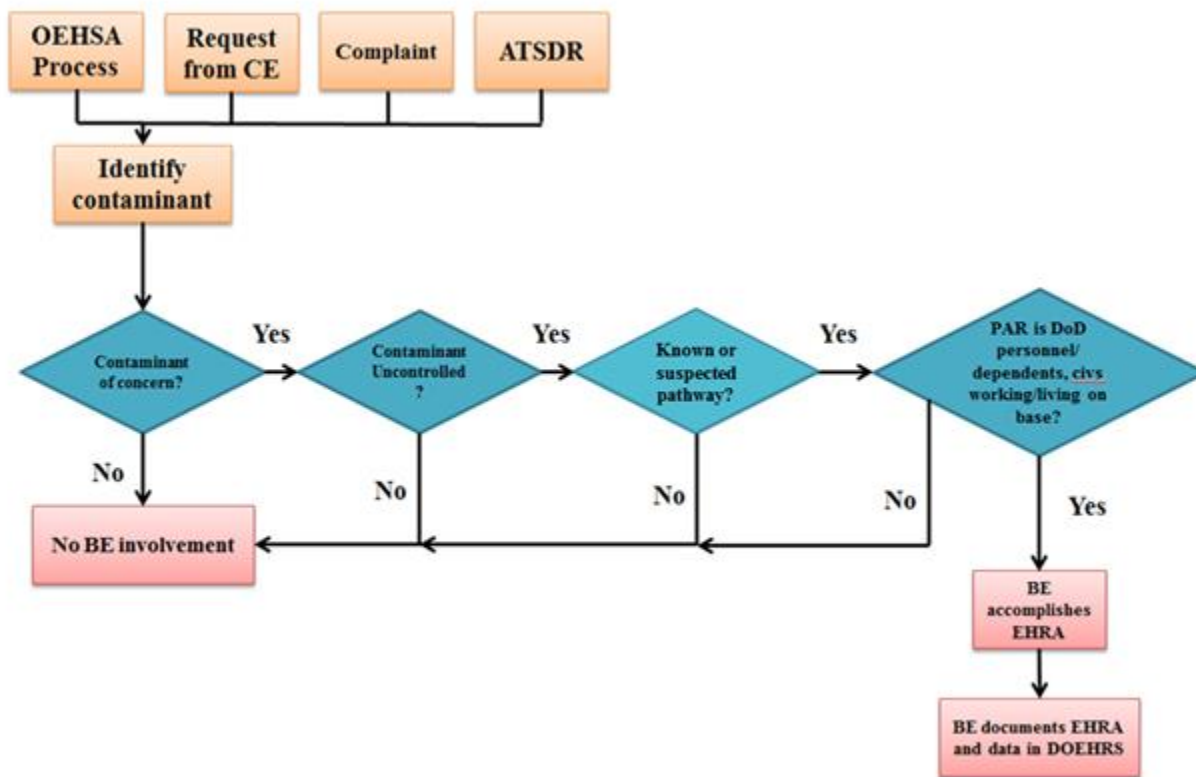 OEHSA
Process
Request
from CE
Complaint
ATSDR
Identify
contaminant
Contaminant
of concern?
Yes
Contaminant
Uncontrolled
?
Yes
Known or
suspected
pathway?
Yes
PAR is DoD
personnel/
dependents, civs
working/living on
base?
No
No
No
No
Yes
No BE involvement
BE
accomplishes
EHRA
BE documents EHRA
and data in DOEHRS